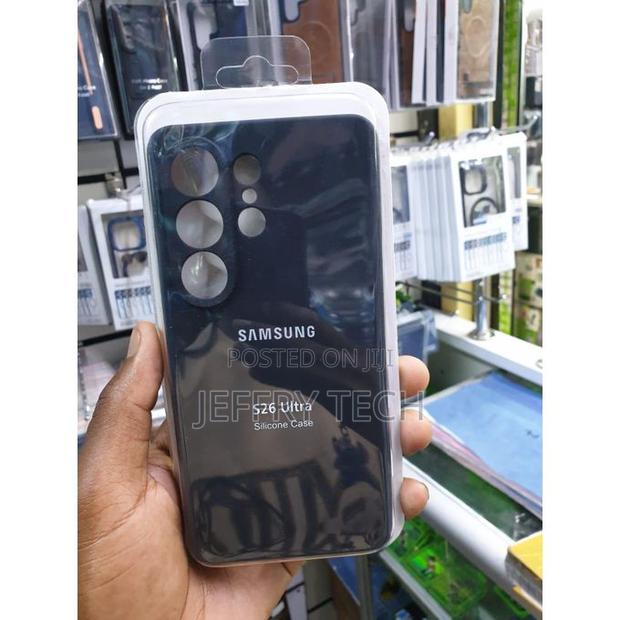 SAMSUNG
POSTED ON JIJI
JEFFRY TECH
S26 Ultra
Silicone Case